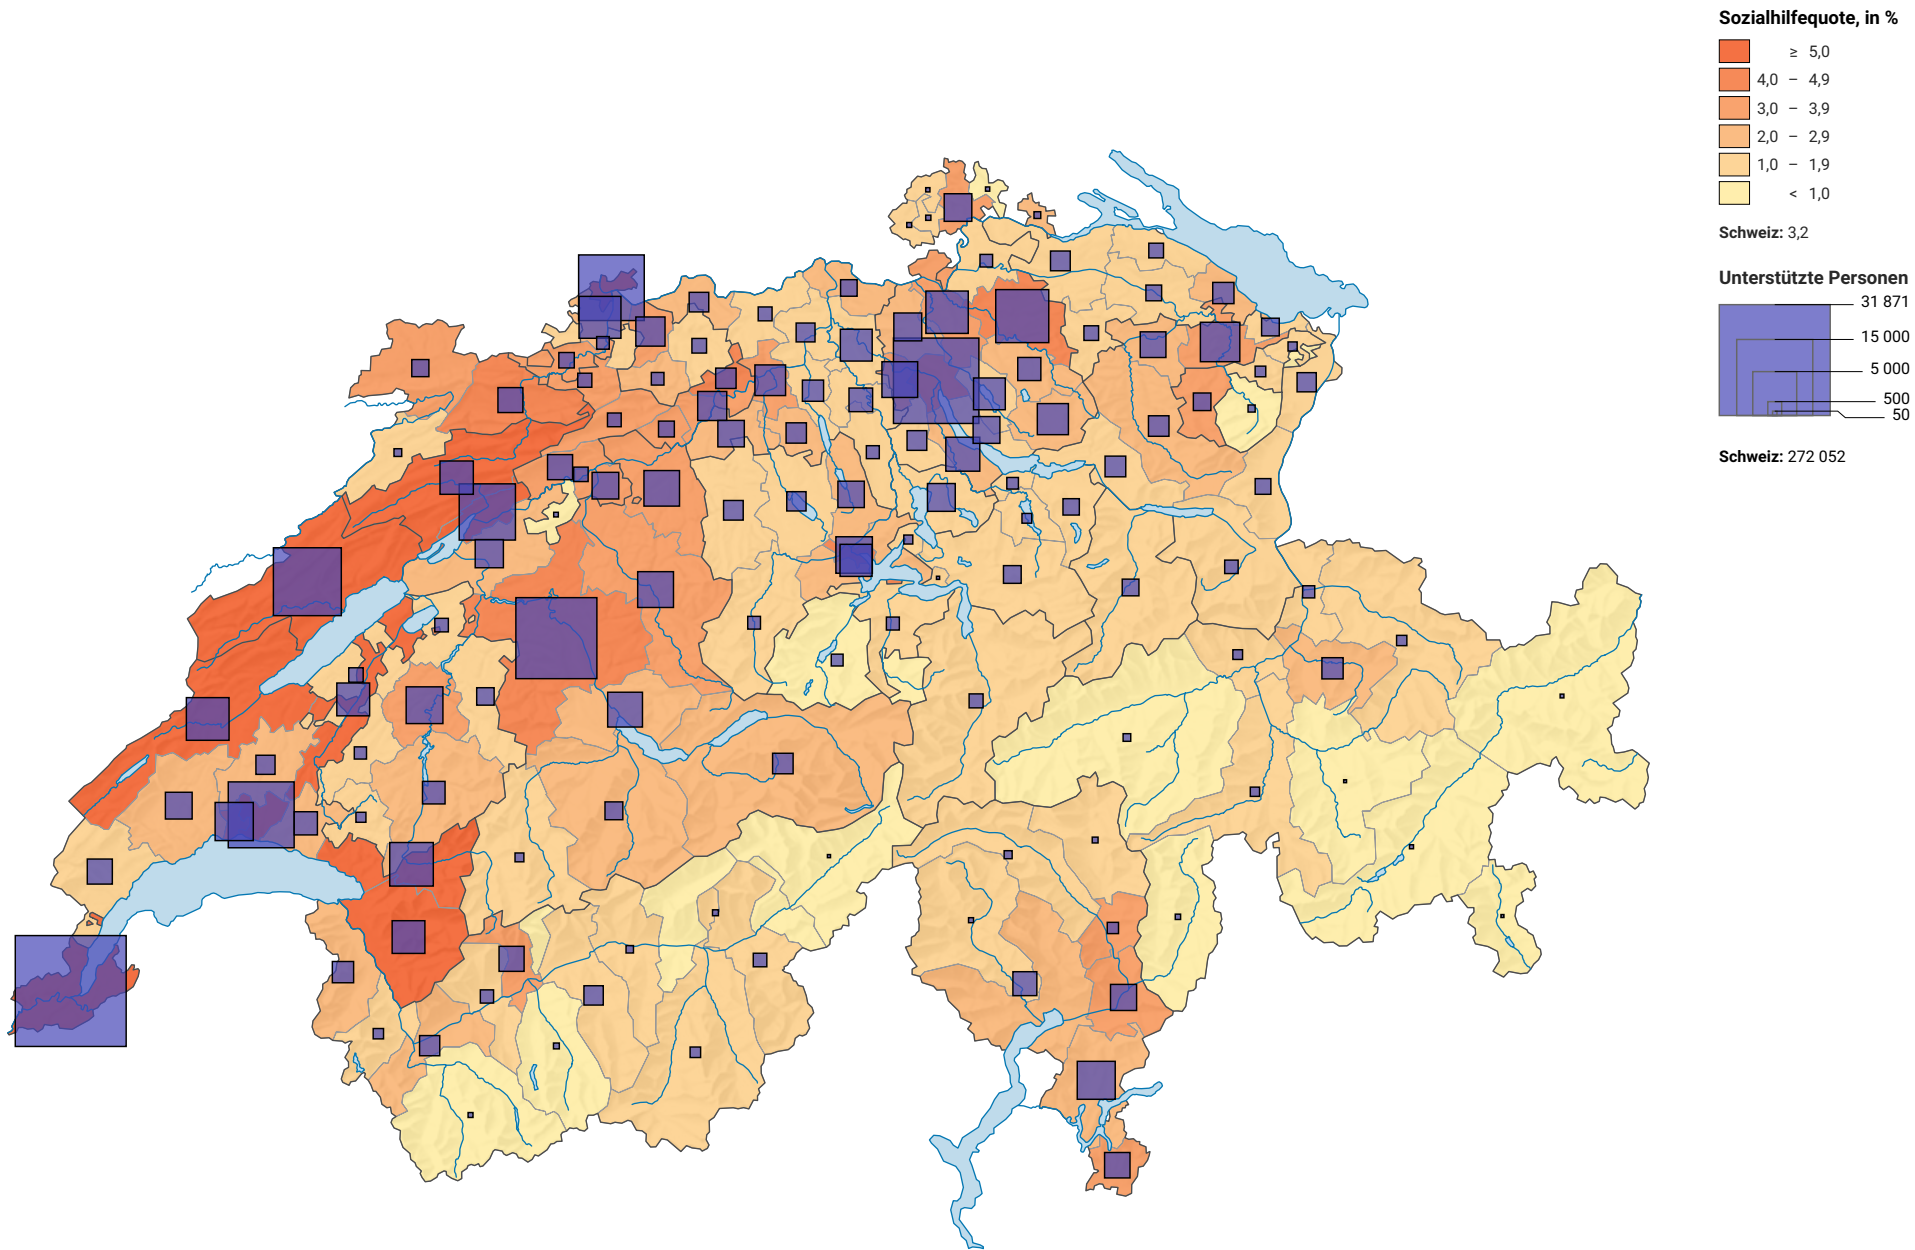 Sozialhilfequote, in %
≥ 5,0
4,0 – 4,9
3,0 – 3,9
2,0 – 2,9
1,0 – 1,9
< 1,0
Schweiz: 3,2
Unterstützte Personen
31 871
15 000
5 000
500
50
Schweiz: 272 052